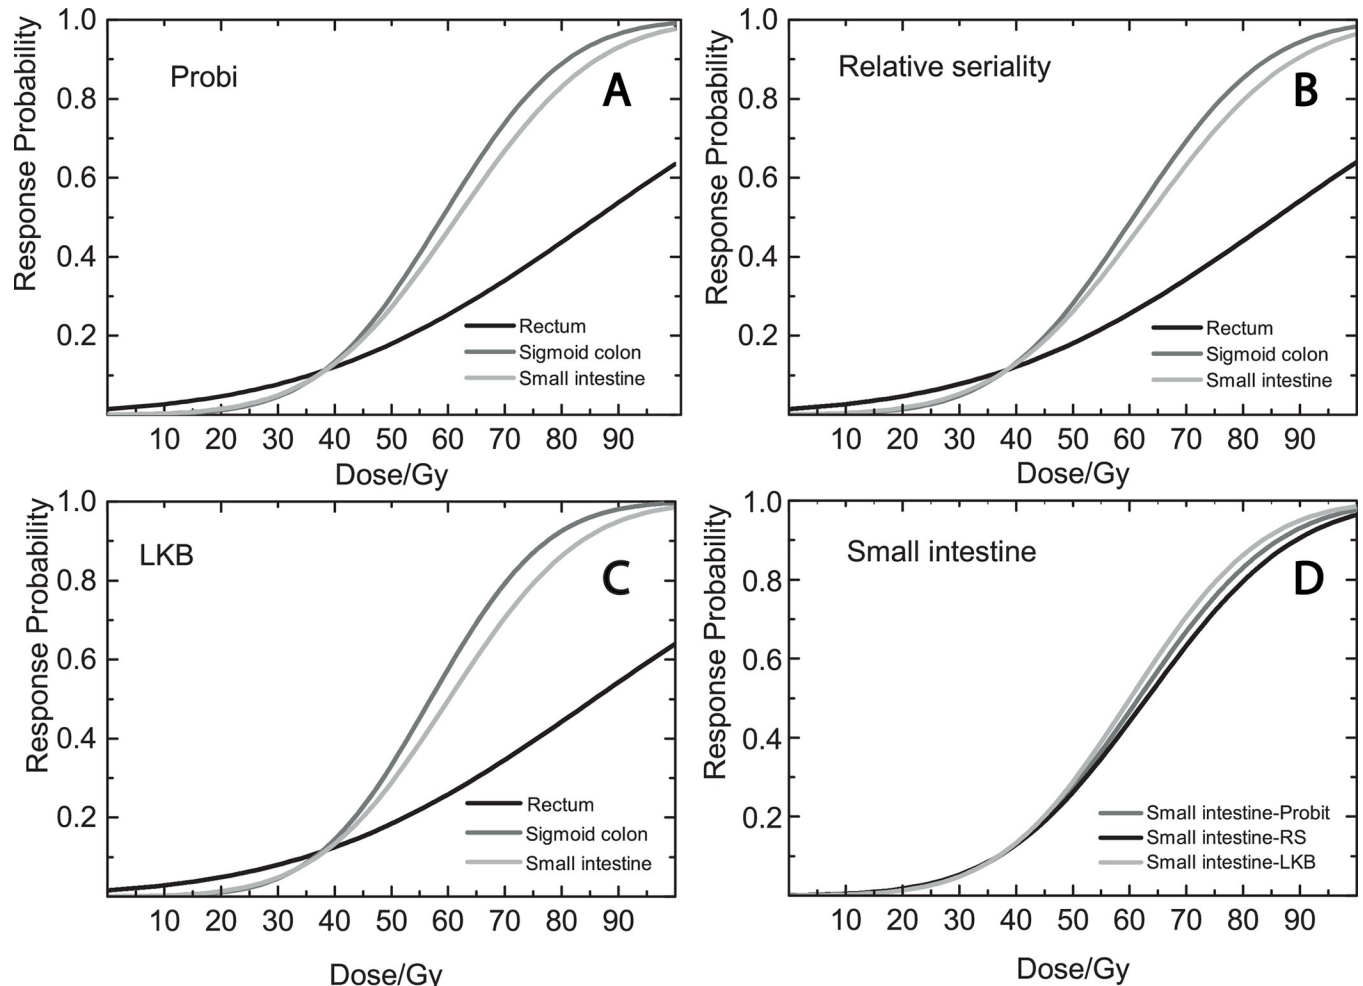 Response Probability
1.0
0.8
0.6
0.4
0.2
Probi
A
Rectum
Sigmoid colon
Small intestine
10 20 30 40 50 60 70 80 90
Dose/Gy
Response Probability
1.0
0.8
0.6
0.4
0.2
Relative seriality
B
Rectum
Sigmoid colon
Small intestine
10 20 30 40 50 60 70 80 90
Dose/Gy
Response Probability
1.0
0.8
0.6
0.4
0.2
LKB
C
Rectum
Sigmoid colon
Small intestine
10 20 30 40 50 60 70 80 90
Dose/Gy
Response Probability
1.0
0.8
0.6
0.4
0.2
Small intestine
D
Small intestine-Probit
Small intestine-RS
Small intestine-LKB
10 20 30 40 50 60 70 80 90
Dose/Gy